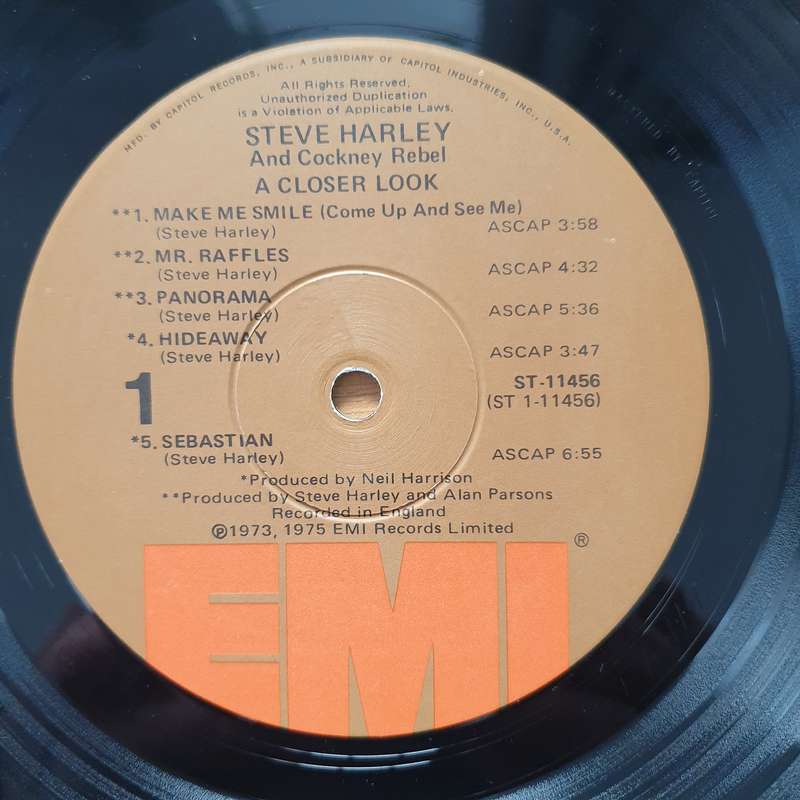 MFD. BY CAPITOL RECORDS, INC., A SUBSIDIARY OF CAPITOL INDUSTRIES, INC., U.S.A.
All Rights Reserved.
Unauthorized Duplication
is a Violation of Applicable Laws.
STEVE HARLEY
And Cockney Rebel
A CLOSER LOOK
**1. MAKE ME SMILE (Come Up And See Me)
(Steve Harley) ASCAP 3:58
**2. MR. RAFFLES
(Steve Harley) ASCAP 4:32
**3. PANORAMA
(Steve Harley) ASCAP 5:36
*4. HIDEAWAY
(Steve Harley) ASCAP 3:47
1 ST-11456
(ST 1-11456)
*5. SEBASTIAN
(Steve Harley) ASCAP 6:55
*Produced by Neil Harrison
**Produced by Steve Harley and Alan Parsons
Recorded in England
℗1973, 1975 EMI Records Limited
EMI®
MASTERED BY CAPITOL